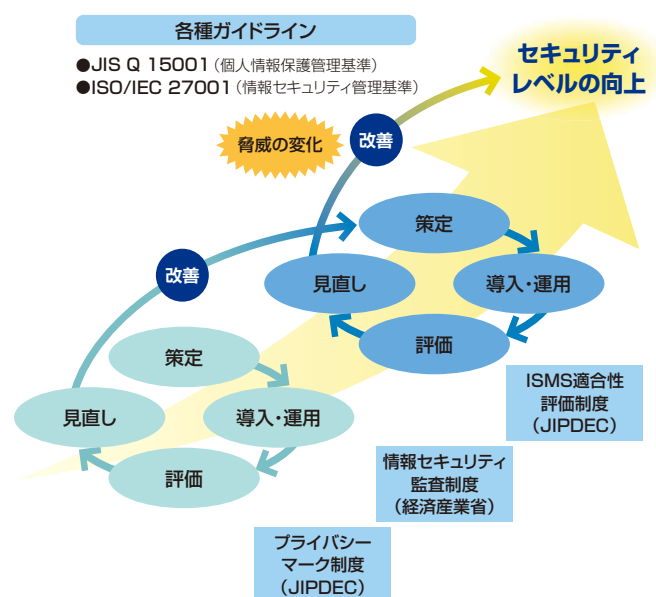 各種ガイドライン
●JIS Q 15001（個人情報保護管理基準）
●ISO/IEC 27001（情報セキュリティ管理基準）
セキュリティ
レベルの向上
脅威の変化
改善
策定
改善
見直し
導入・運用
評価
策定
見直し
導入・運用
評価
ISMS適合性
評価制度
（JIPDEC）
情報セキュリティ
監査制度
（経済産業省）
プライバシー
マーク制度
（JIPDEC）